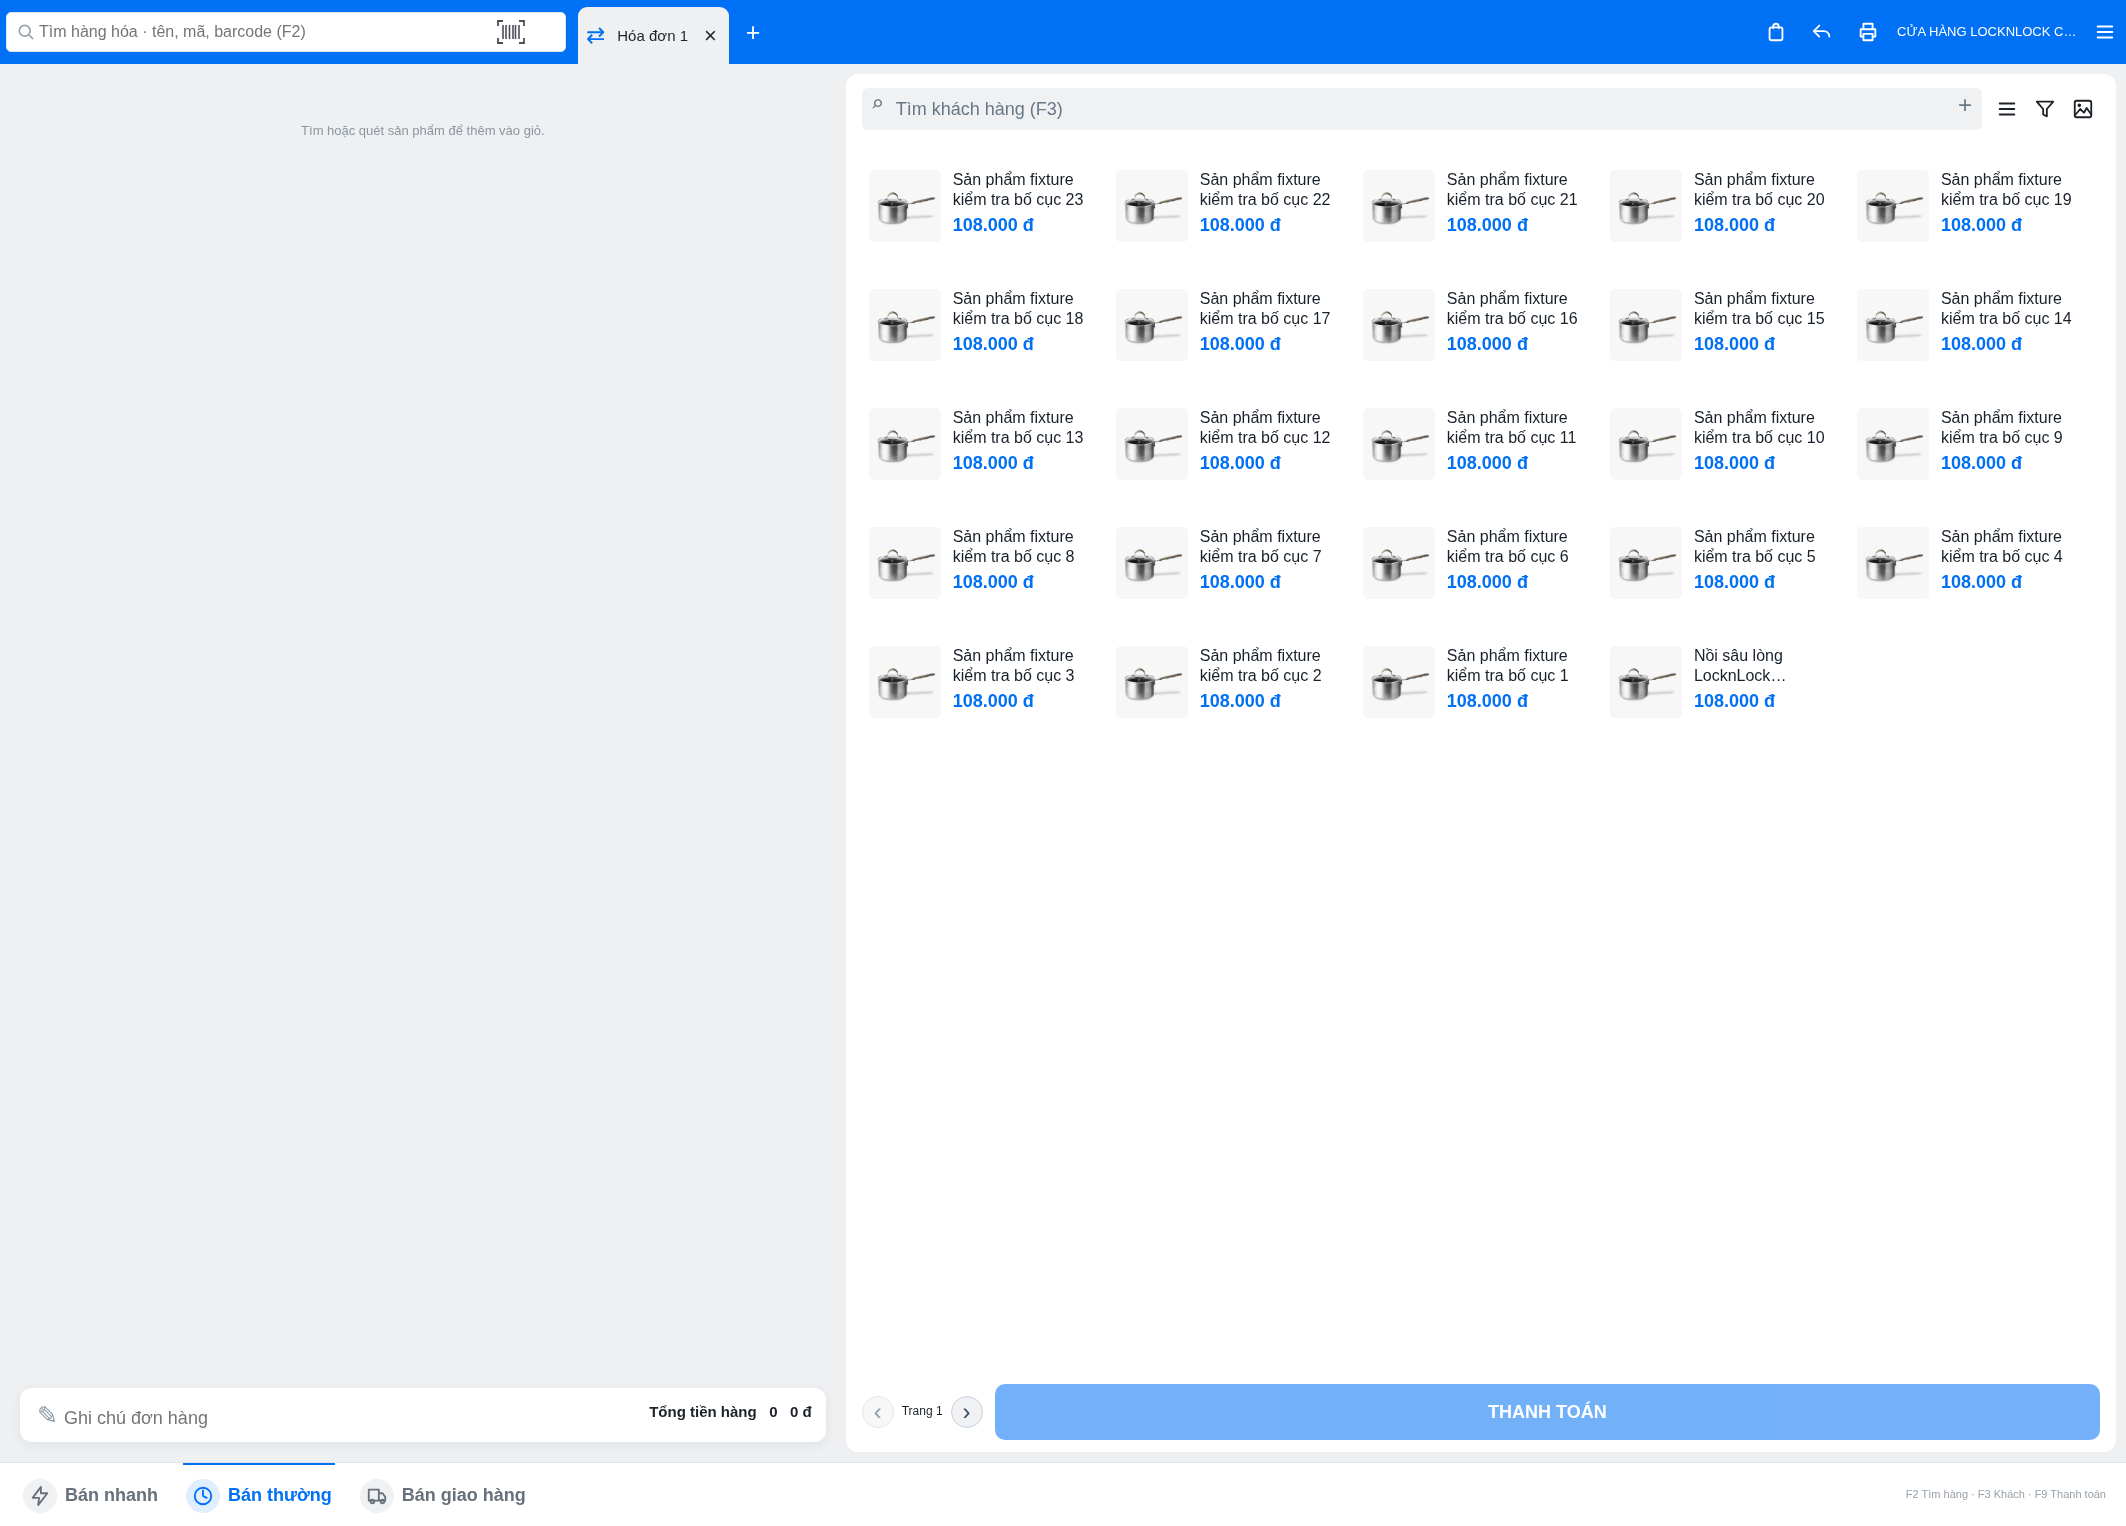 Tìm hàng hóa · tên, mã, barcode (F2)
Hóa đơn 1
CỬA HÀNG LOCKNLOCK C…
Tìm hoặc quét sản phẩm để thêm vào giỏ.
Tìm khách hàng (F3)
Sản phẩm fixture
kiểm tra bố cục 23
108.000 đ
Sản phẩm fixture
kiểm tra bố cục 22
108.000 đ
Sản phẩm fixture
kiểm tra bố cục 21
108.000 đ
Sản phẩm fixture
kiểm tra bố cục 20
108.000 đ
Sản phẩm fixture
kiểm tra bố cục 19
108.000 đ
Sản phẩm fixture
kiểm tra bố cục 18
108.000 đ
Sản phẩm fixture
kiểm tra bố cục 17
108.000 đ
Sản phẩm fixture
kiểm tra bố cục 16
108.000 đ
Sản phẩm fixture
kiểm tra bố cục 15
108.000 đ
Sản phẩm fixture
kiểm tra bố cục 14
108.000 đ
Sản phẩm fixture
kiểm tra bố cục 13
108.000 đ
Sản phẩm fixture
kiểm tra bố cục 12
108.000 đ
Sản phẩm fixture
kiểm tra bố cục 11
108.000 đ
Sản phẩm fixture
kiểm tra bố cục 10
108.000 đ
Sản phẩm fixture
kiểm tra bố cục 9
108.000 đ
Sản phẩm fixture
kiểm tra bố cục 8
108.000 đ
Sản phẩm fixture
kiểm tra bố cục 7
108.000 đ
Sản phẩm fixture
kiểm tra bố cục 6
108.000 đ
Sản phẩm fixture
kiểm tra bố cục 5
108.000 đ
Sản phẩm fixture
kiểm tra bố cục 4
108.000 đ
Sản phẩm fixture
kiểm tra bố cục 3
108.000 đ
Sản phẩm fixture
kiểm tra bố cục 2
108.000 đ
Sản phẩm fixture
kiểm tra bố cục 1
108.000 đ
Nồi sâu lòng
LocknLock…
108.000 đ
Ghi chú đơn hàng
Tổng tiền hàng 0 0 đ
Trang 1
THANH TOÁN
Bán nhanh
Bán thường
Bán giao hàng
F2 Tìm hàng · F3 Khách · F9 Thanh toán